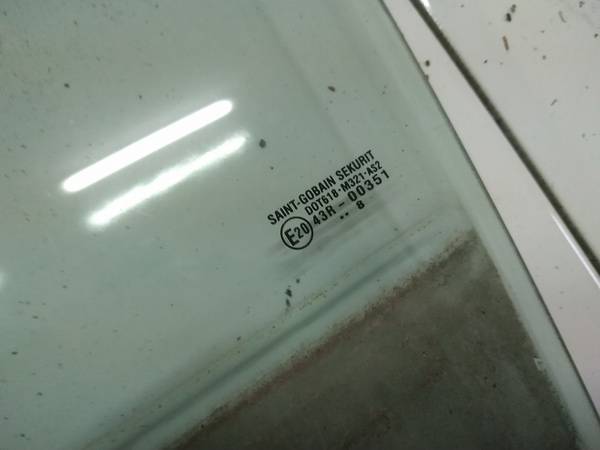 SAINT-GOBAIN SEKURIT
DOT618-M321-AS2
E20 43R-00351
.. 8